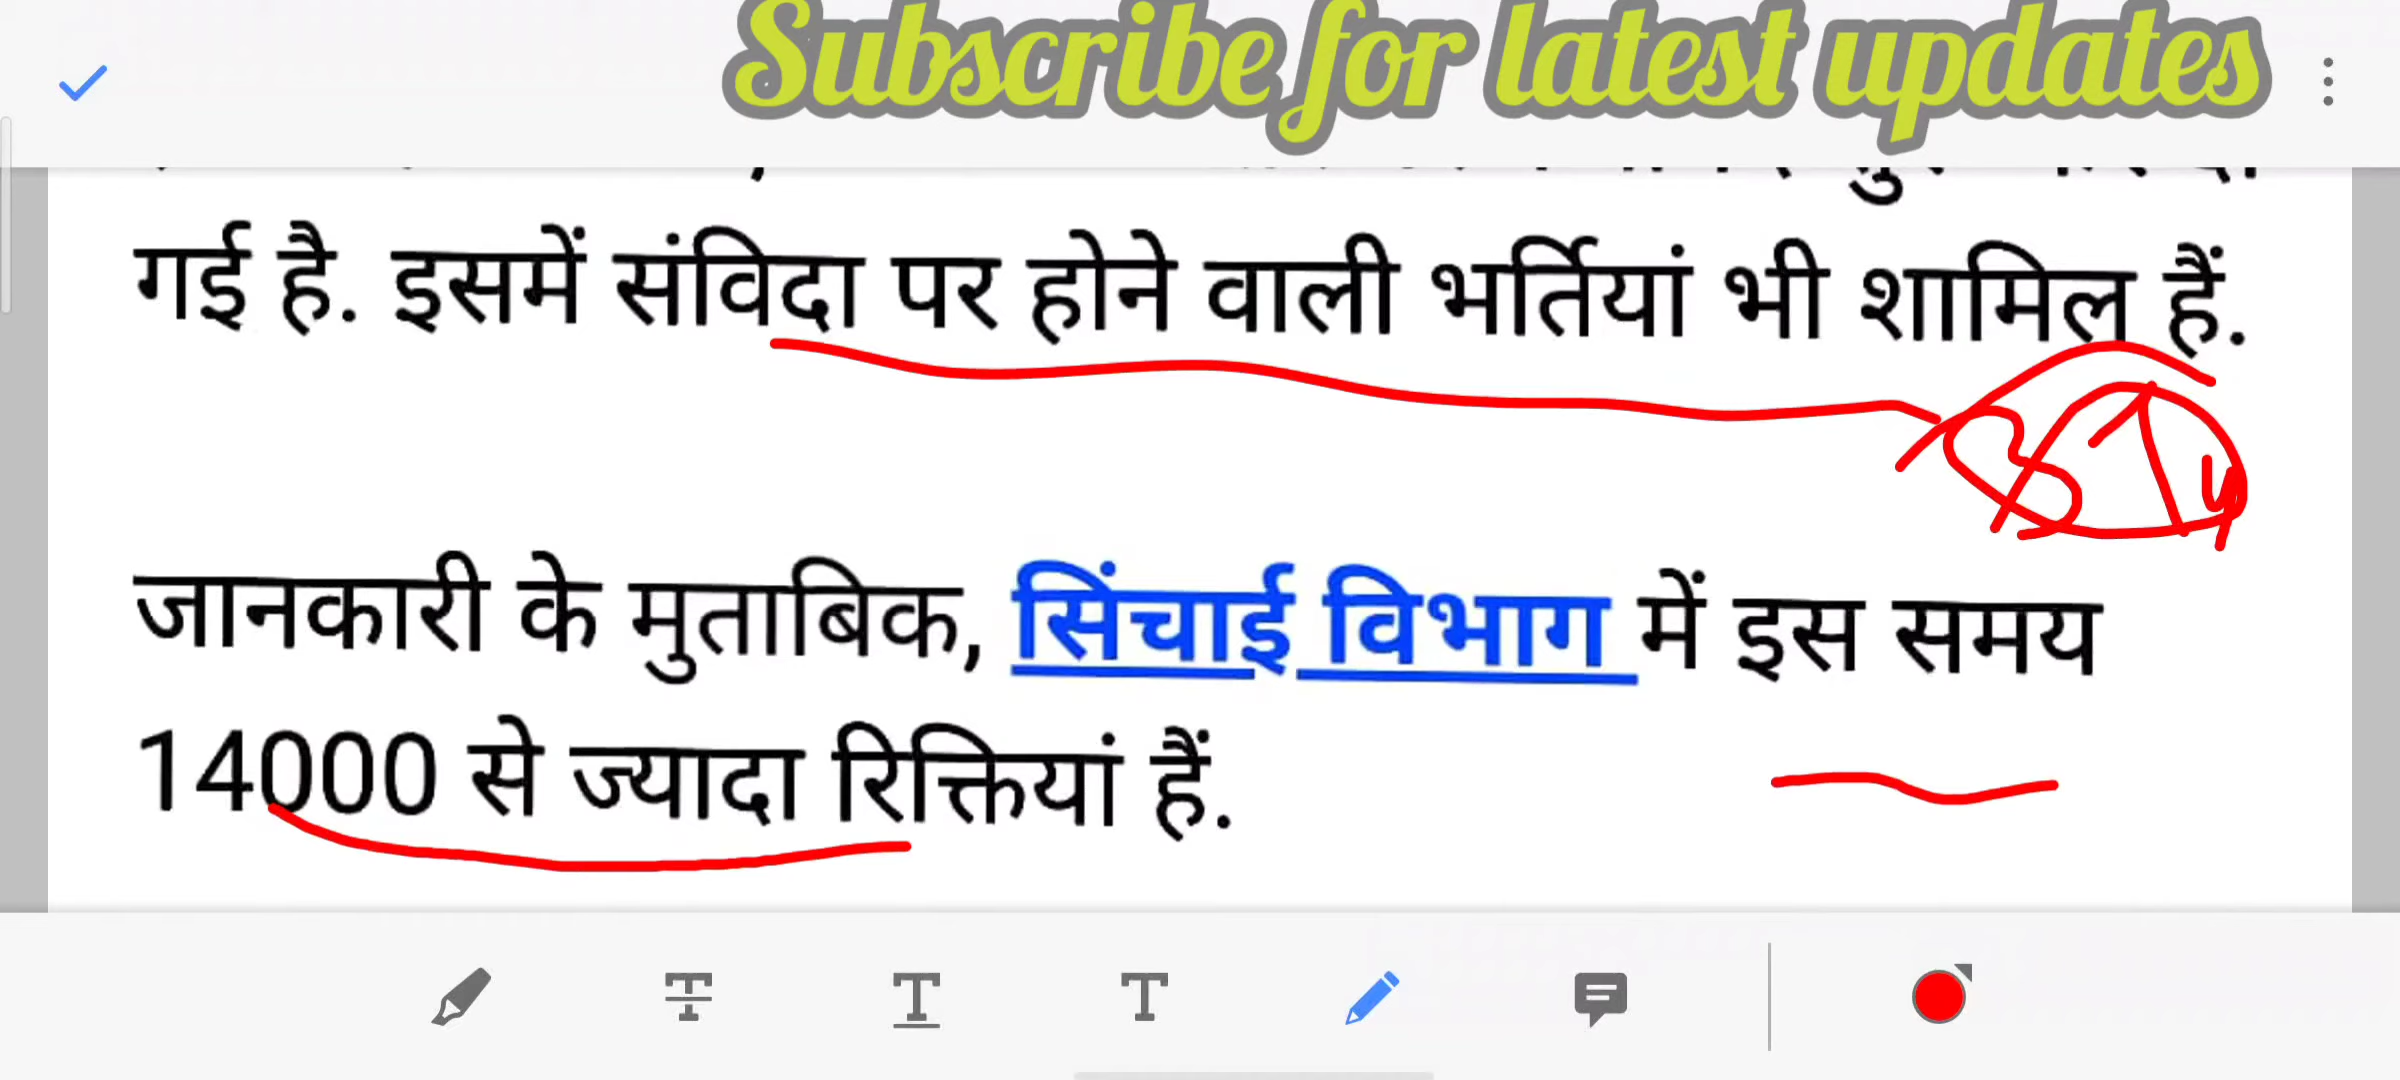 Subscribe for latest updates
गई है. इसमें संविदा पर होने वाली भर्तियां भी शामिल हैं.
जानकारी के मुताबिक, सिंचाई विभाग में इस समय
14000 से ज्यादा रिक्तियां हैं.